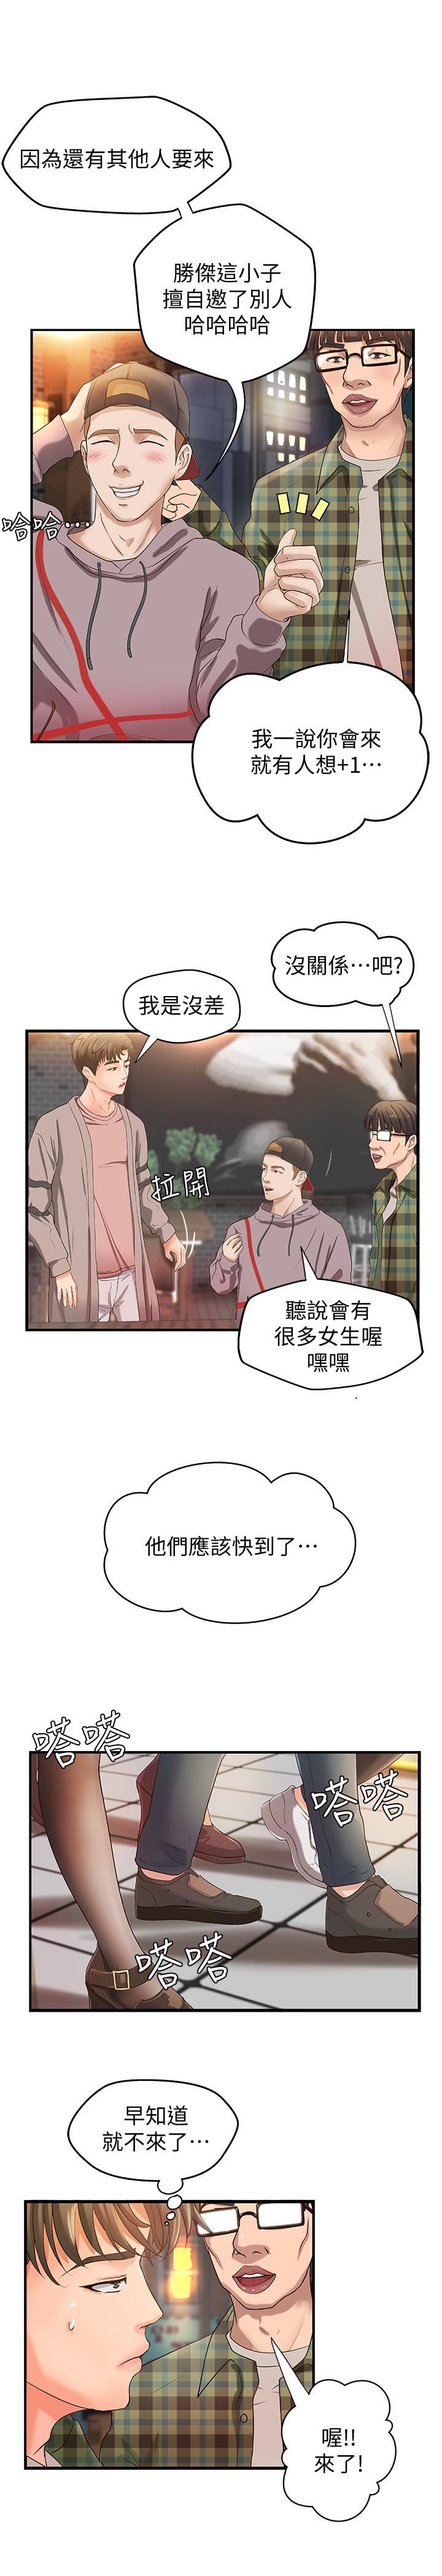 因為還有其他人要來
勝傑這小子
擅自邀了別人
哈哈哈哈
哈哈…
我一說你會來
就有人想+1…
沒關係…吧?
我是沒差
拉開
聽說會有
很多女生喔
嘿嘿
他們應該快到了…
嗒嗒
嗒嗒
嗒嗒
早知道
就不來了…
喔!!
來了!